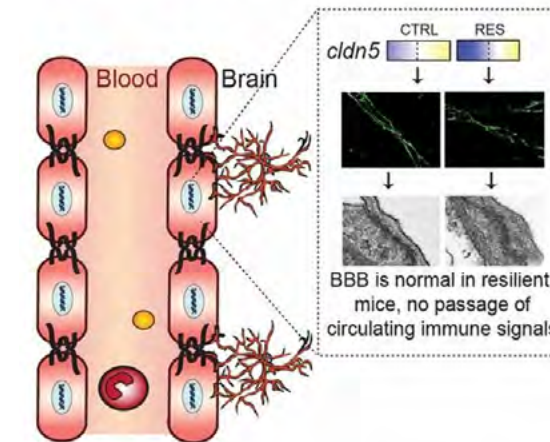 Blood
Brain
CTRL
RES
cldn5
BBB is normal in resilient
mice, no passage of
circulating immune signals